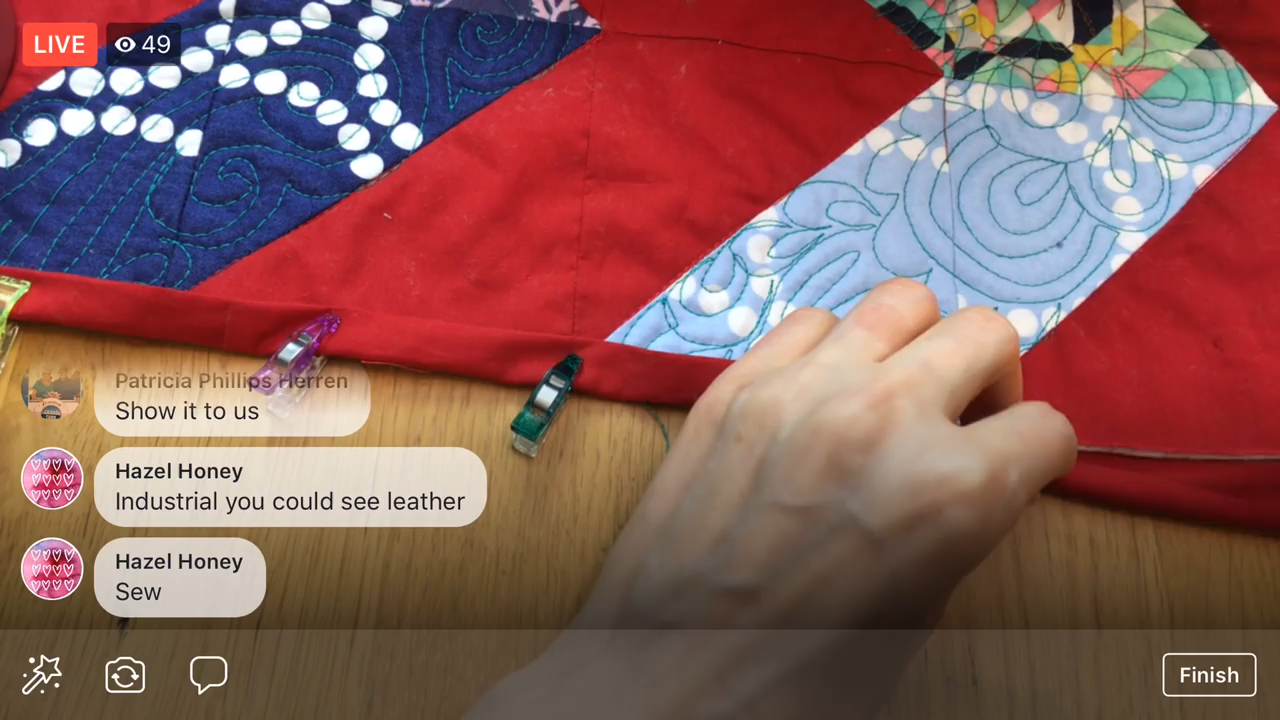 LIVE 49
Patricia Phillips Herren
Show it to us
Hazel Honey
Industrial you could see leather
Hazel Honey
Sew
Finish